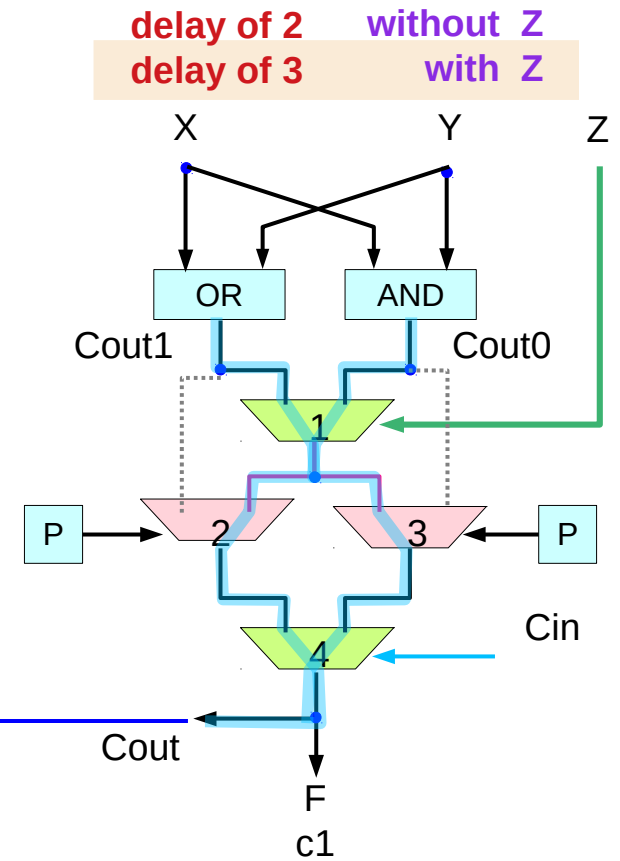 delay of 2 without Z
delay of 3 with Z
X Y Z
OR AND
Cout1 Cout0
1
P 2 3 P
Cin
4
Cout
F
c1